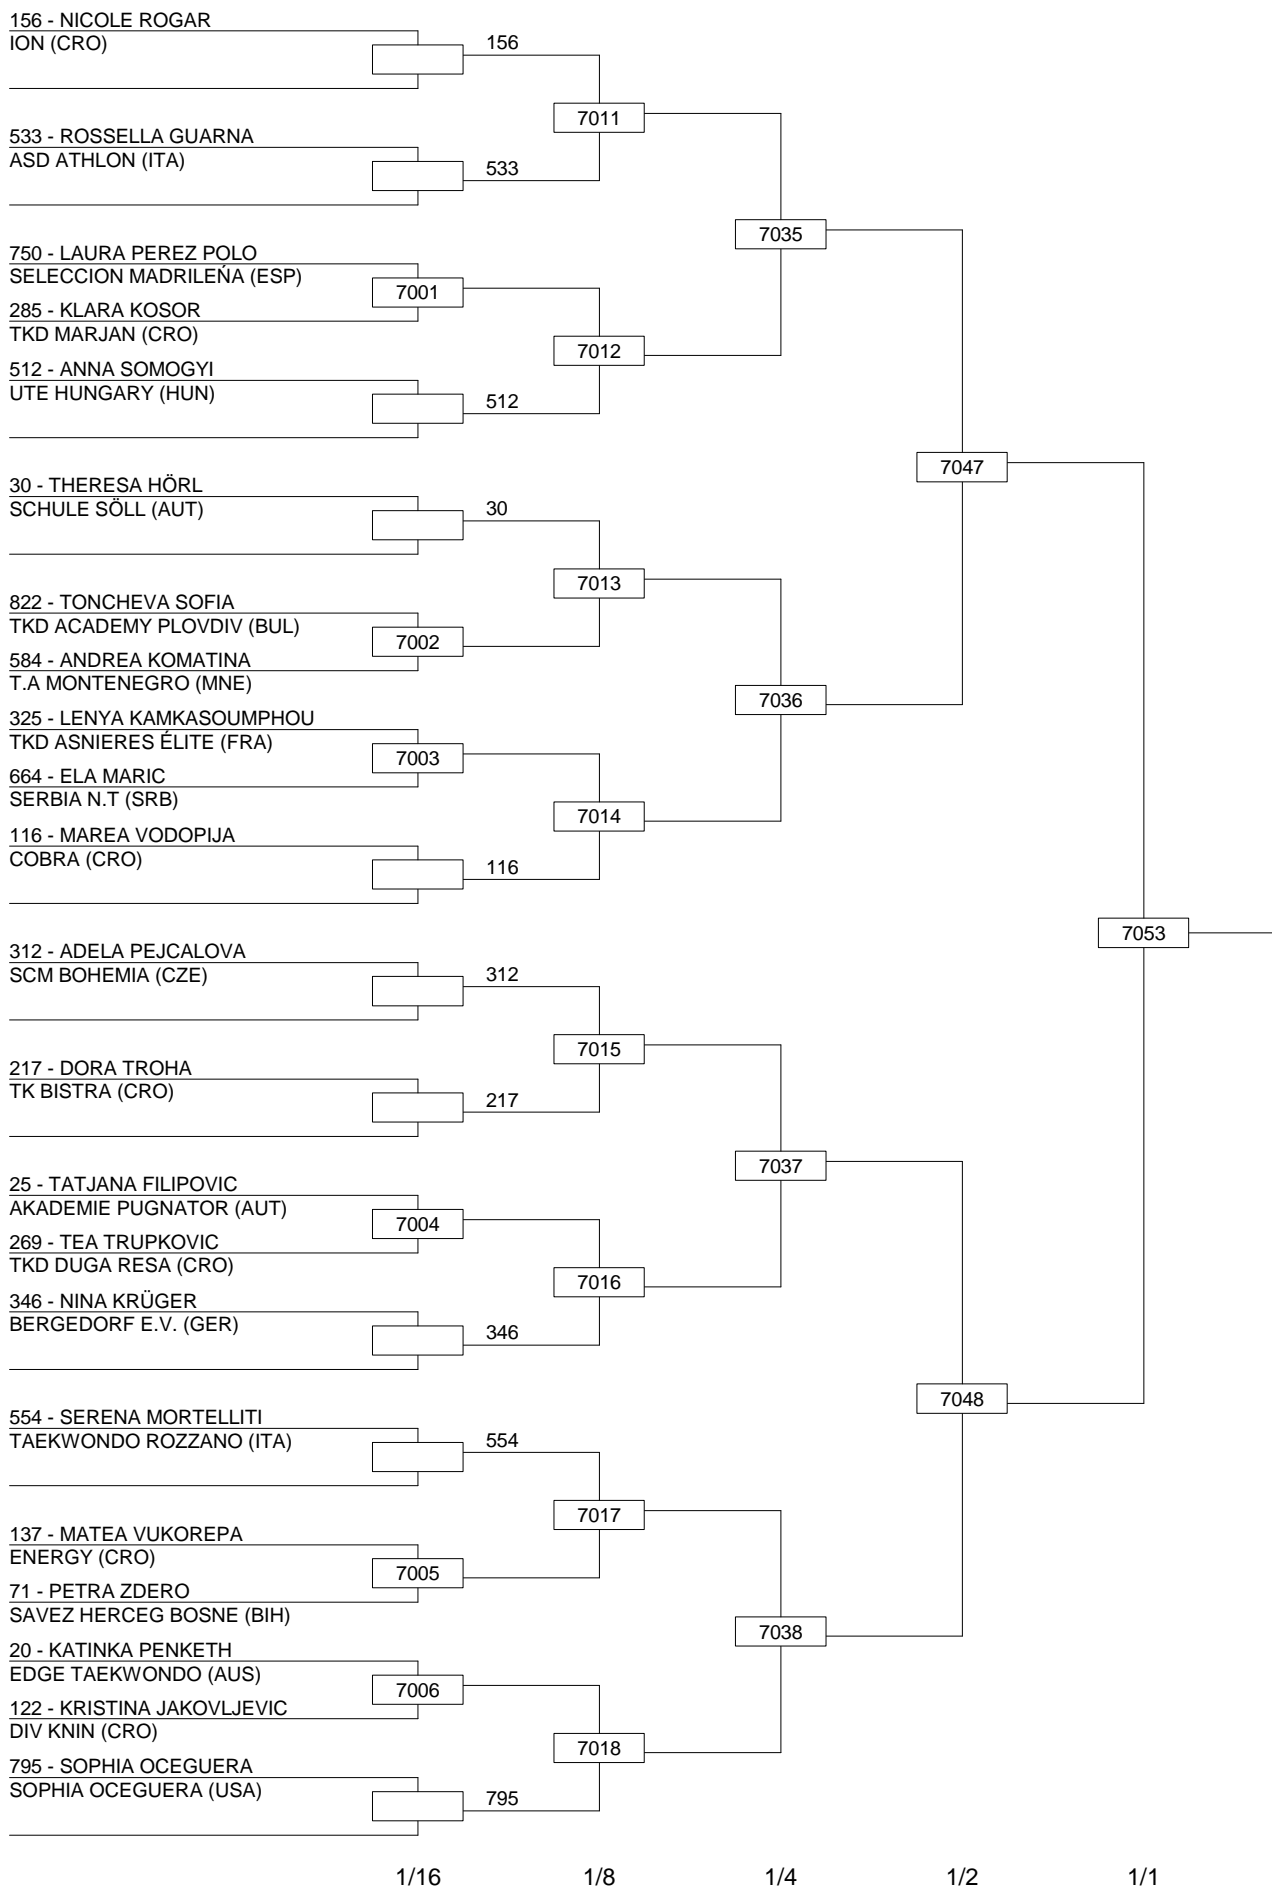 156 - NICOLE ROGAR
ION (CRO)
156
7011
533 - ROSSELLA GUARNA
ASD ATHLON (ITA)
533
7035
750 - LAURA PEREZ POLO
SELECCION MADRILEŃA (ESP)
7001
285 - KLARA KOSOR
TKD MARJAN (CRO)
7012
512 - ANNA SOMOGYI
UTE HUNGARY (HUN)
512
7047
30 - THERESA HÖRL
SCHULE SÖLL (AUT)
30
7013
822 - TONCHEVA SOFIA
TKD ACADEMY PLOVDIV (BUL)
7002
584 - ANDREA KOMATINA
T.A MONTENEGRO (MNE)
7036
325 - LENYA KAMKASOUMPHOU
TKD ASNIERES ÉLITE (FRA)
7003
664 - ELA MARIC
SERBIA N.T (SRB)
7014
116 - MAREA VODOPIJA
COBRA (CRO)
116
7053
312 - ADELA PEJCALOVA
SCM BOHEMIA (CZE)
312
7015
217 - DORA TROHA
TK BISTRA (CRO)
217
7037
25 - TATJANA FILIPOVIC
AKADEMIE PUGNATOR (AUT)
7004
269 - TEA TRUPKOVIC
TKD DUGA RESA (CRO)
7016
346 - NINA KRÜGER
BERGEDORF E.V. (GER)
346
7048
554 - SERENA MORTELLITI
TAEKWONDO ROZZANO (ITA)
554
7017
137 - MATEA VUKOREPA
ENERGY (CRO)
7005
71 - PETRA ZDERO
SAVEZ HERCEG BOSNE (BIH)
7038
20 - KATINKA PENKETH
EDGE TAEKWONDO (AUS)
7006
122 - KRISTINA JAKOVLJEVIC
DIV KNIN (CRO)
7018
795 - SOPHIA OCEGUERA
SOPHIA OCEGUERA (USA)
795
1/16 1/8 1/4 1/2 1/1